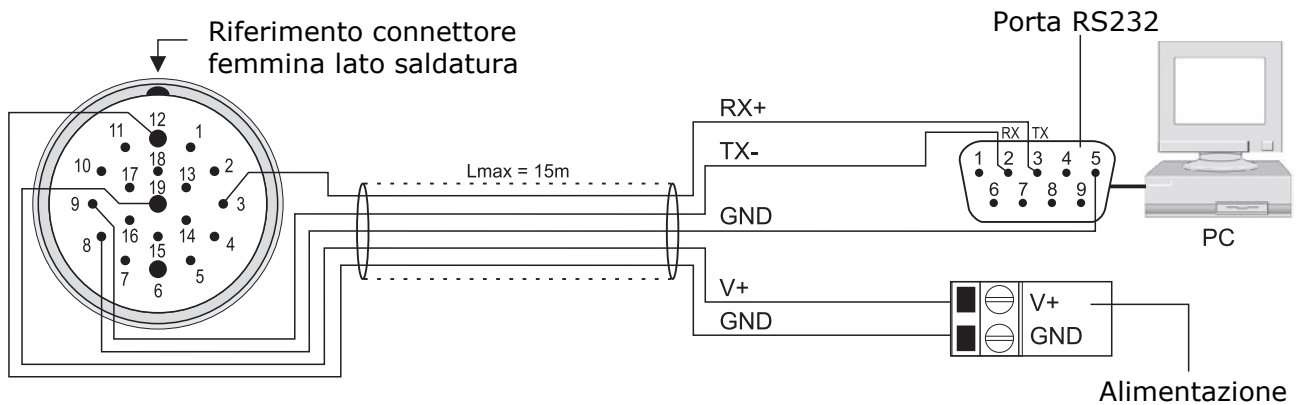 Riferimento connettore
femmina lato saldatura
Porta RS232
12
11
1
10
18
2
17
13
19
9
3
16
14
8
15
4
7
5
6
Lmax = 15m
RX+
TX-
GND
V+
GND
RX TX
1 2 3 4 5
6 7 8 9
PC
V+
GND
Alimentazione